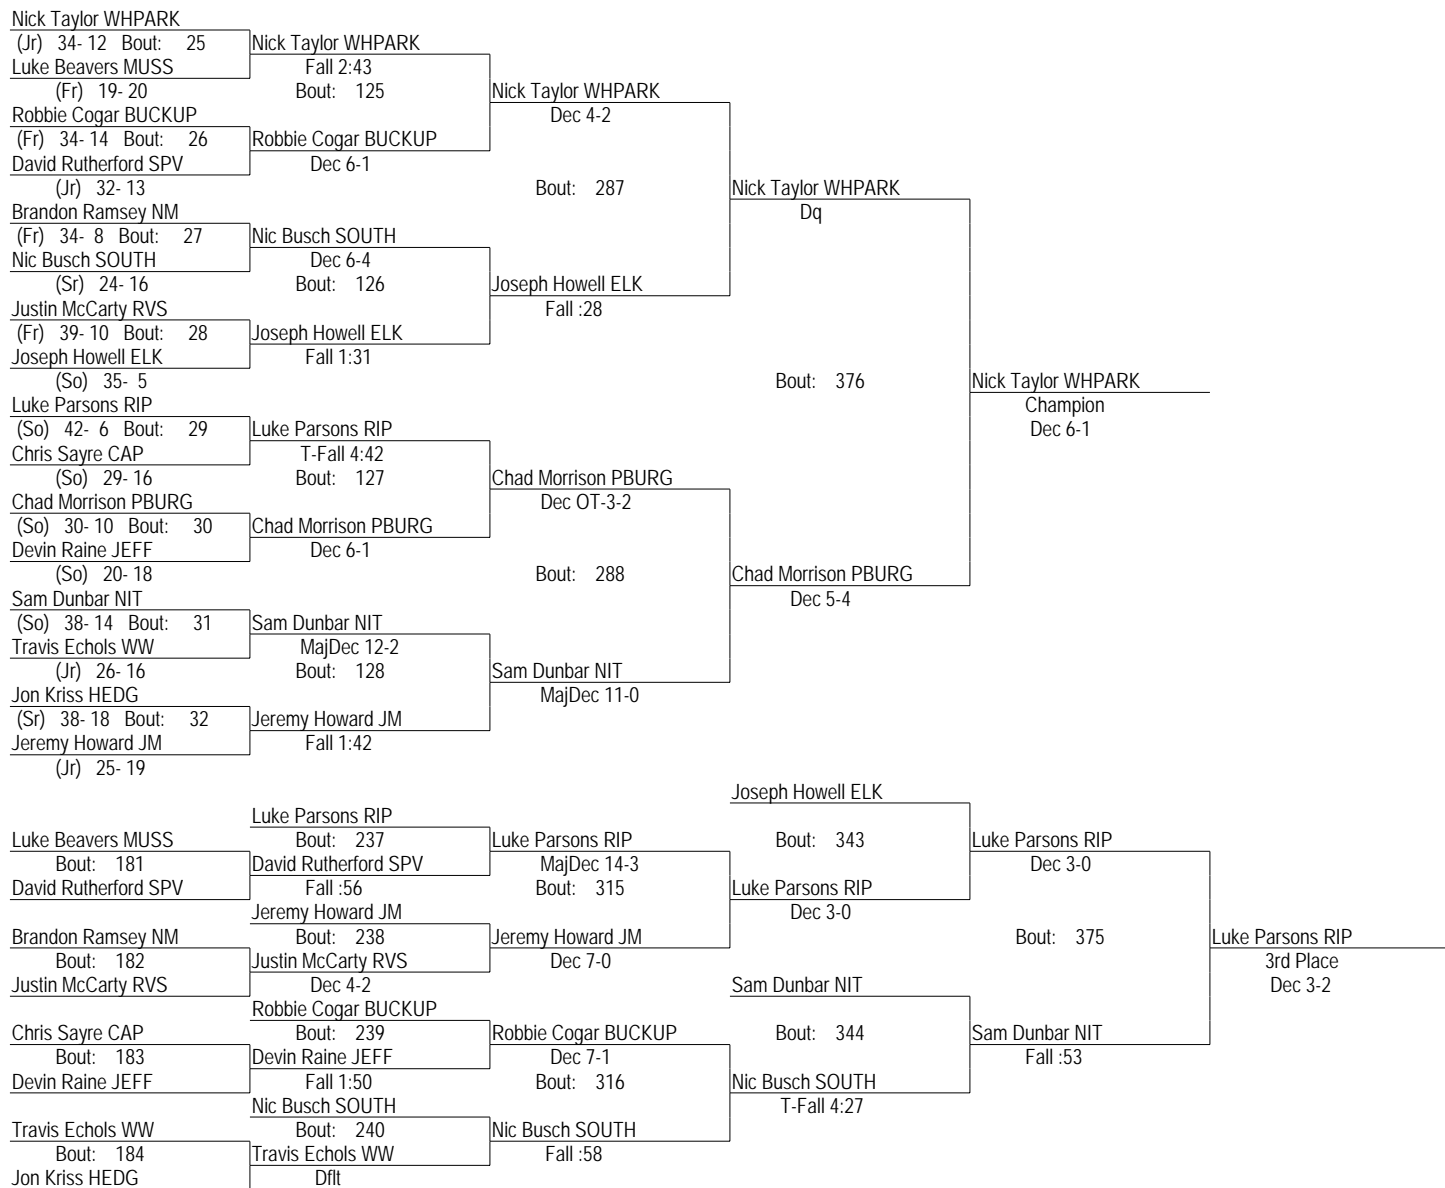 Nick Taylor WHPARK
(Jr) 34- 12 Bout: 25 Nick Taylor WHPARK
Luke Beavers MUSS Fall 2:43
(Fr) 19- 20 Bout: 125 Nick Taylor WHPARK
Robbie Cogar BUCKUP Dec 4-2
(Fr) 34- 14 Bout: 26 Robbie Cogar BUCKUP
David Rutherford SPV Dec 6-1
(Jr) 32- 13 Bout: 287 Nick Taylor WHPARK
Brandon Ramsey NM Dq
(Fr) 34- 8 Bout: 27 Nic Busch SOUTH
Nic Busch SOUTH Dec 6-4
(Sr) 24- 16 Bout: 126 Joseph Howell ELK
Justin McCarty RVS Fall :28
(Fr) 39- 10 Bout: 28 Joseph Howell ELK
Joseph Howell ELK Fall 1:31
(So) 35- 5 Bout: 376 Nick Taylor WHPARK
Luke Parsons RIP Champion
(So) 42- 6 Bout: 29 Luke Parsons RIP Dec 6-1
Chris Sayre CAP T-Fall 4:42
(So) 29- 16 Bout: 127 Chad Morrison PBURG
Chad Morrison PBURG Dec OT-3-2
(So) 30- 10 Bout: 30 Chad Morrison PBURG
Devin Raine JEFF Dec 6-1
(So) 20- 18 Bout: 288 Chad Morrison PBURG
Sam Dunbar NIT Dec 5-4
(So) 38- 14 Bout: 31 Sam Dunbar NIT
Travis Echols WW MajDec 12-2
(Jr) 26- 16 Bout: 128 Sam Dunbar NIT
Jon Kriss HEDG MajDec 11-0
(Sr) 38- 18 Bout: 32 Jeremy Howard JM
Jeremy Howard JM Fall 1:42
(Jr) 25- 19
Joseph Howell ELK
Luke Parsons RIP
Luke Beavers MUSS Bout: 237 Luke Parsons RIP Bout: 343 Luke Parsons RIP
Bout: 181 David Rutherford SPV MajDec 14-3 Dec 3-0
David Rutherford SPV Fall :56 Bout: 315 Luke Parsons RIP
Jeremy Howard JM Dec 3-0
Brandon Ramsey NM Bout: 238 Jeremy Howard JM Bout: 375 Luke Parsons RIP
Bout: 182 Justin McCarty RVS Dec 7-0 3rd Place
Justin McCarty RVS Dec 4-2 Sam Dunbar NIT Dec 3-2
Robbie Cogar BUCKUP
Chris Sayre CAP Bout: 239 Robbie Cogar BUCKUP Bout: 344 Sam Dunbar NIT
Bout: 183 Devin Raine JEFF Dec 7-1 Fall :53
Devin Raine JEFF Fall 1:50 Bout: 316 Nic Busch SOUTH
Nic Busch SOUTH T-Fall 4:27
Travis Echols WW Bout: 240 Nic Busch SOUTH
Bout: 184 Travis Echols WW Fall :58
Jon Kriss HEDG Dflt